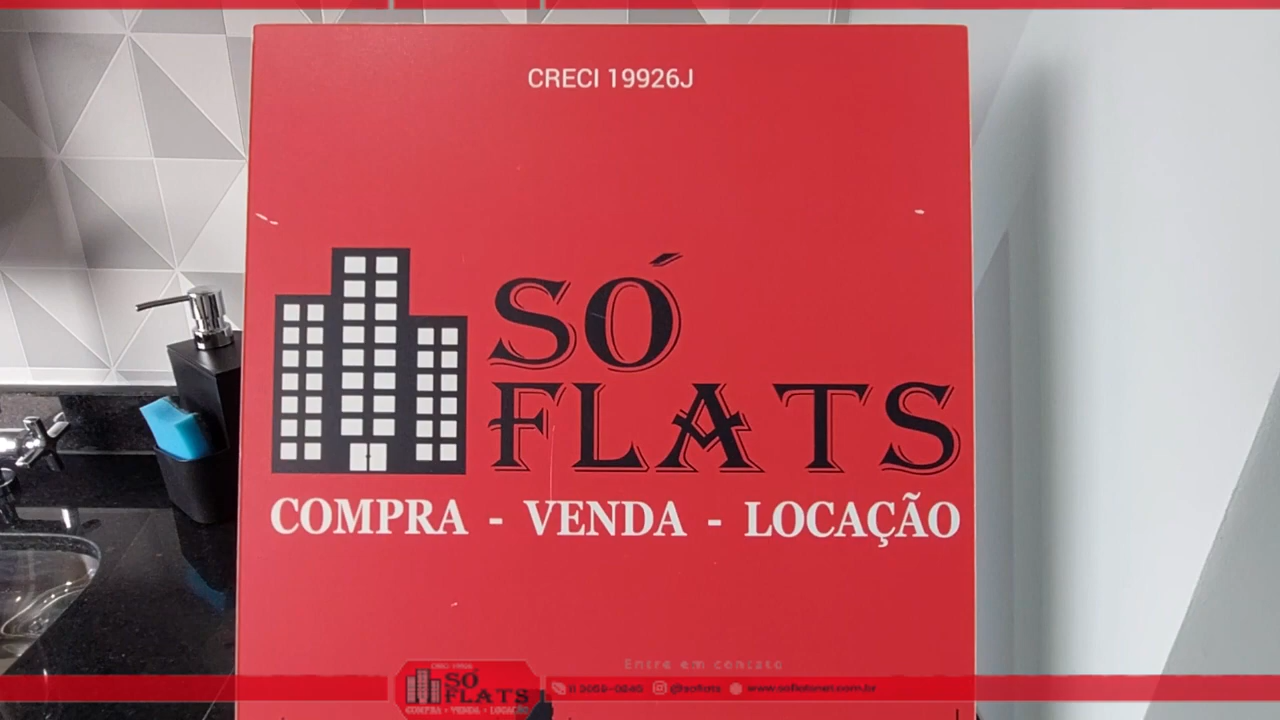 CRECI 19926J
SÓ
FLATS
COMPRA - VENDA - LOCAÇÃO
Entre em contato
SÓ
FLATS
COMPRA - VENDA - LOCAÇÃO
@soflats